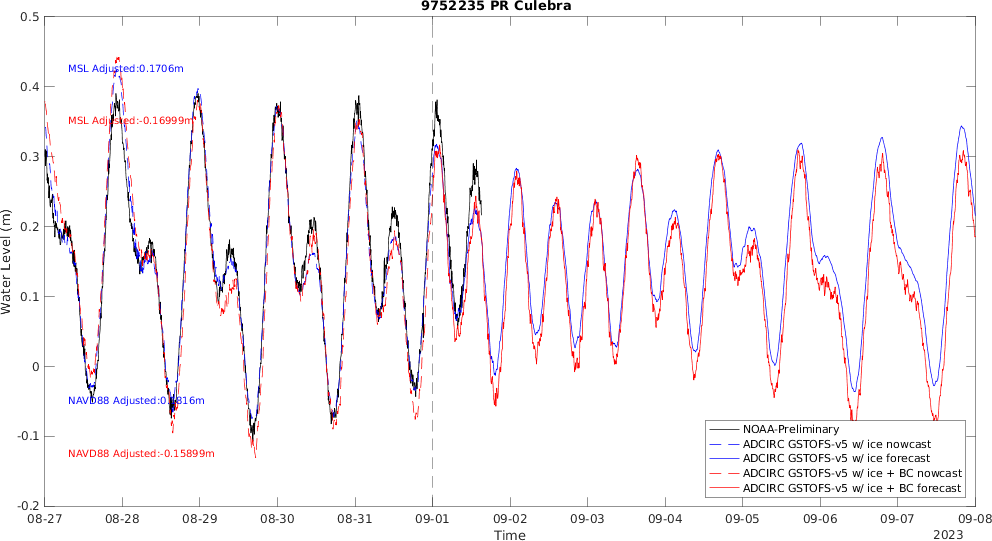 9752235 PR Culebra
0.5
0.4
0.3
0.2
0.1
0
-0.1
-0.2
Water Level (m)
MSL Adjusted:0.1706m
MSL Adjusted:-0.16999m
NAVD88
NAVD88 Adjusted:-0.15899m
NOAA-Preliminary
ADCIRC GSTOFS-v5 w/ ice nowcast
ADCIRC GSTOFS-v5 w/ ice forecast
ADCIRC GSTOFS-v5 w/ ice + BC nowcast
ADCIRC GSTOFS-v5 w/ ice + BC forecast
08-27 08-28 08-29 08-30 08-31 09-01 09-02 09-03 09-04 09-05 09-06 09-07 09-08
Time
2023